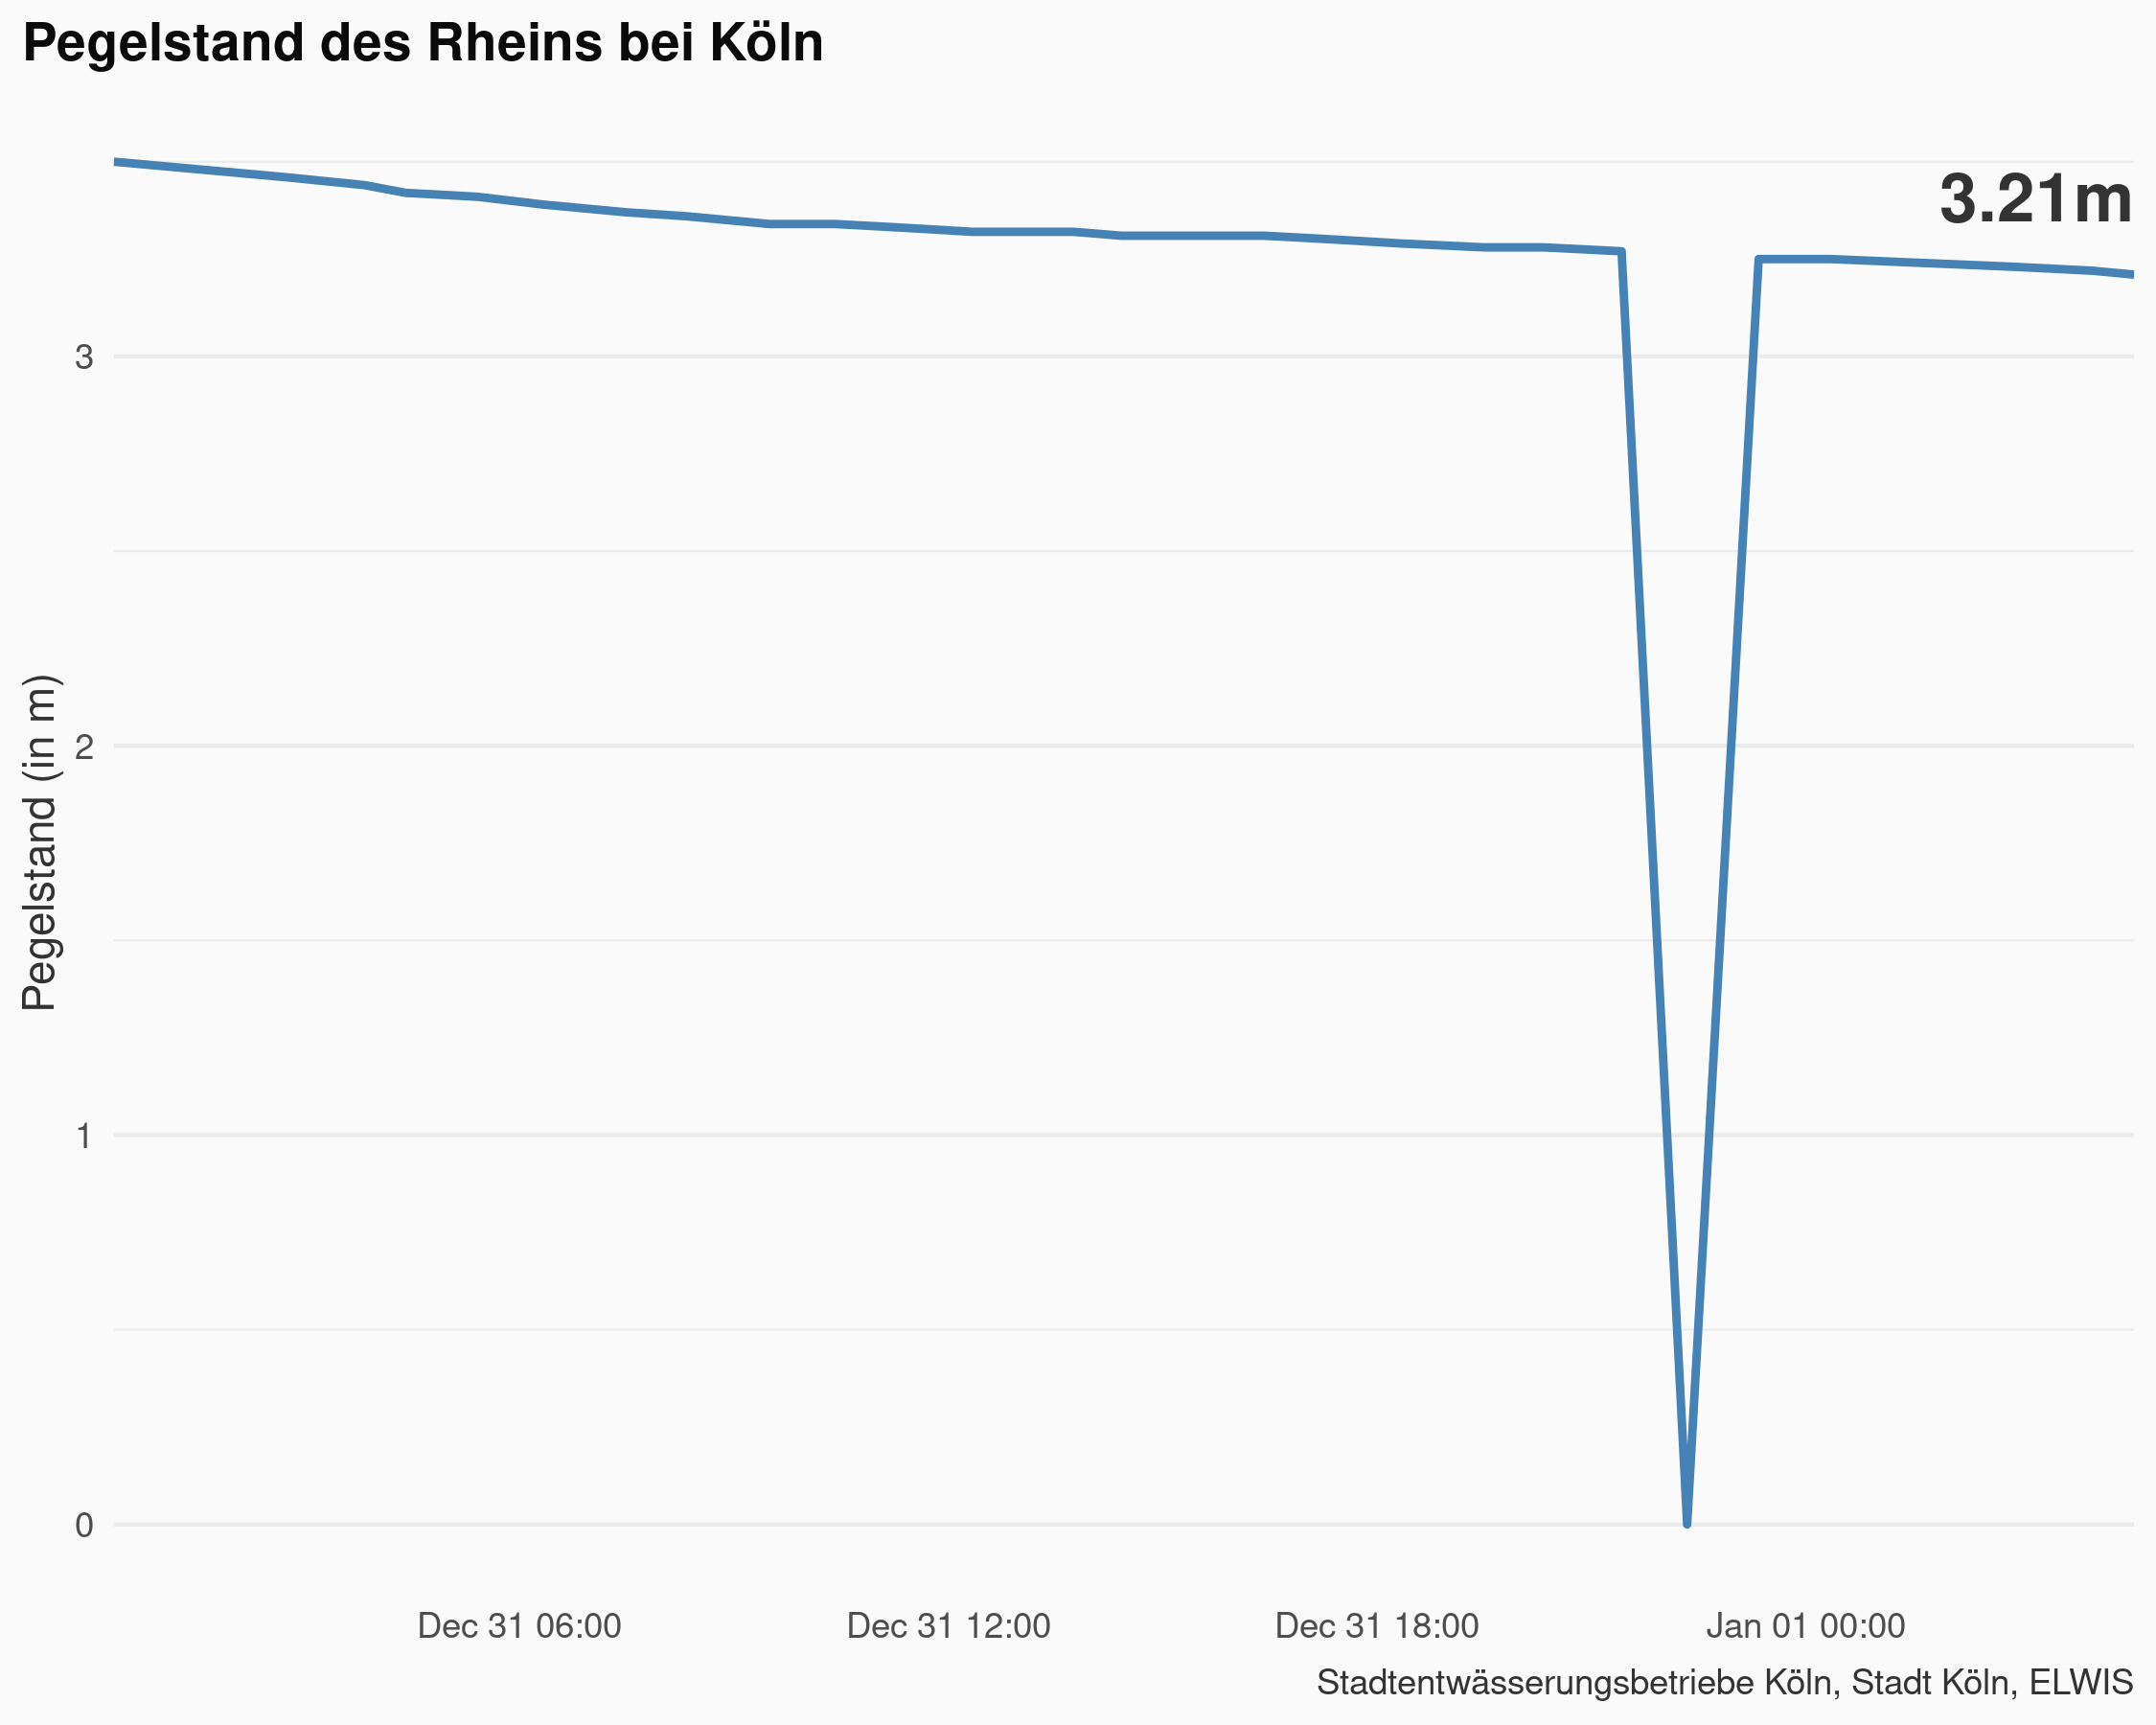 Pegelstand des Rheins bei Köln
3.21m
Pegelstand (in m)
3
2
1
0
Dec 31 06:00
Dec 31 12:00
Dec 31 18:00
Jan 01 00:00
Stadtentwässerungsbetriebe Köln, Stadt Köln, ELWIS